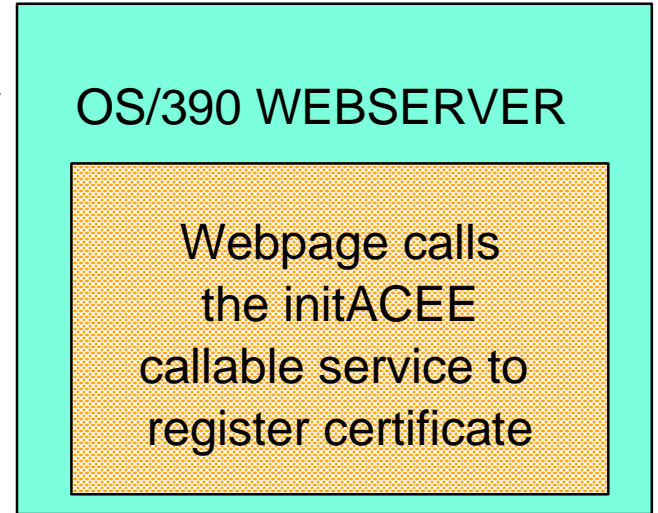 OS/390 WEBSERVER
Webpage calls
the initACEE
callable service to
register certificate